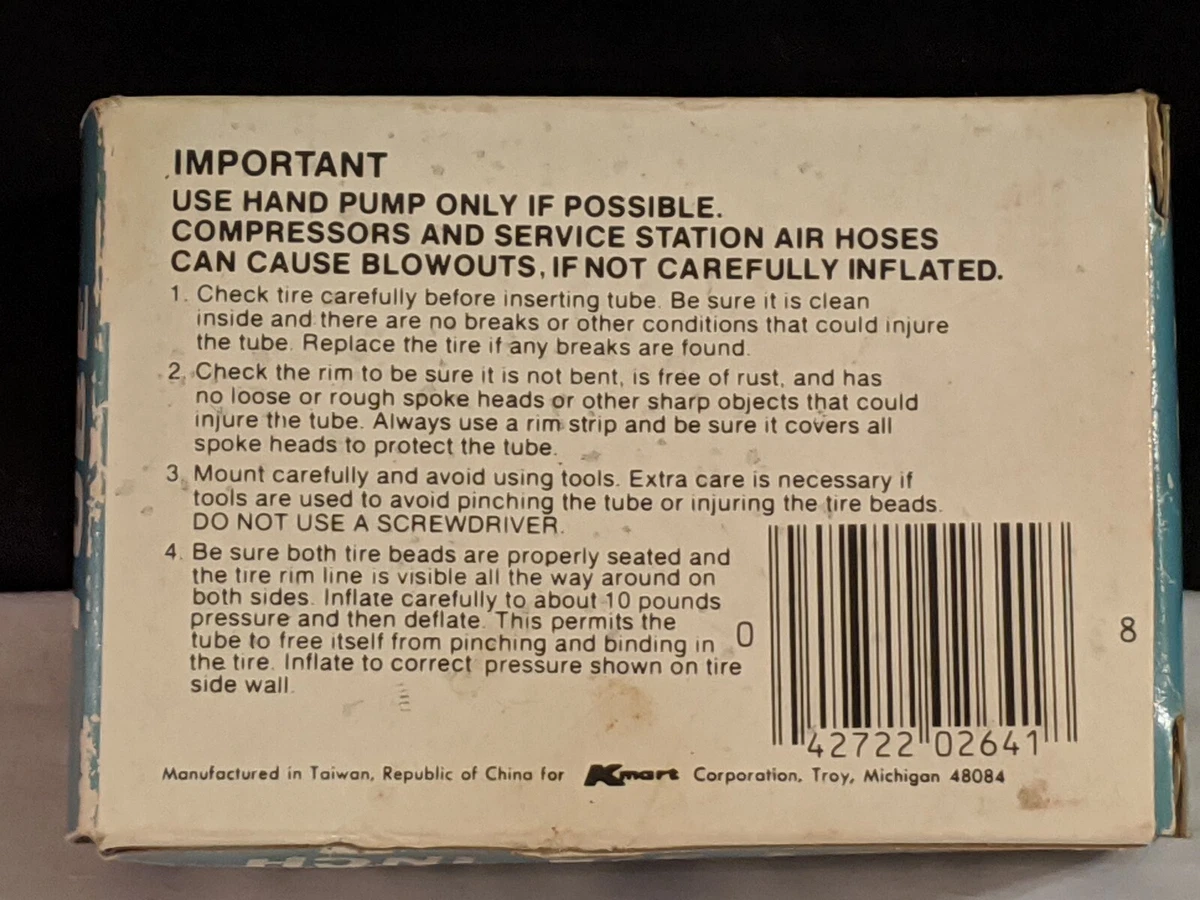 IMPORTANT
USE HAND PUMP ONLY IF POSSIBLE.
COMPRESSORS AND SERVICE STATION AIR HOSES
CAN CAUSE BLOWOUTS, IF NOT CAREFULLY INFLATED.
1. Check tire carefully before inserting tube. Be sure it is clean
inside and there are no breaks or other conditions that could injure
the tube. Replace the tire if any breaks are found.
2. Check the rim to be sure it is not bent, is free of rust, and has
no loose or rough spoke heads or other sharp objects that could
injure the tube. Always use a rim strip and be sure it covers all
spoke heads to protect the tube.
3. Mount carefully and avoid using tools. Extra care is necessary if
tools are used to avoid pinching the tube or injuring the tire beads.
DO NOT USE A SCREWDRIVER.
4. Be sure both tire beads are properly seated and
the tire rim line is visible all the way around on
both sides. Inflate carefully to about 10 pounds
pressure and then deflate. This permits the
tube to free itself from pinching and binding in
the tire. Inflate to correct pressure shown on tire
side wall.
0 42722 02641 8
Manufactured in Taiwan, Republic of China for Kmart Corporation, Troy, Michigan 48084
INCH